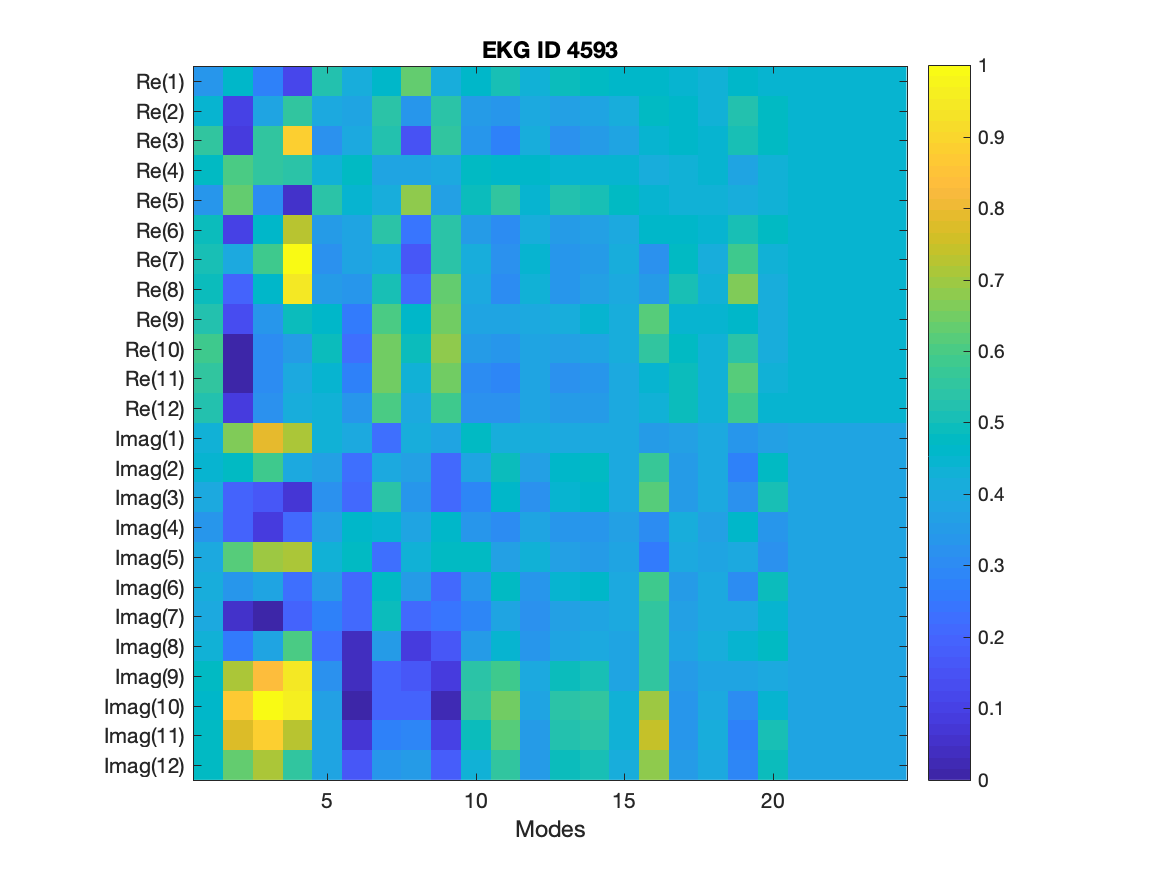 EKG ID 4593
Re(1)
Re(2)
Re(3)
Re(4)
Re(5)
Re(6)
Re(7)
Re(8)
Re(9)
Re(10)
Re(11)
Re(12)
Imag(1)
Imag(2)
Imag(3)
Imag(4)
Imag(5)
Imag(6)
Imag(7)
Imag(8)
Imag(9)
Imag(10)
Imag(11)
Imag(12)
5 10 15 20
Modes
1
0.9
0.8
0.7
0.6
0.5
0.4
0.3
0.2
0.1
0